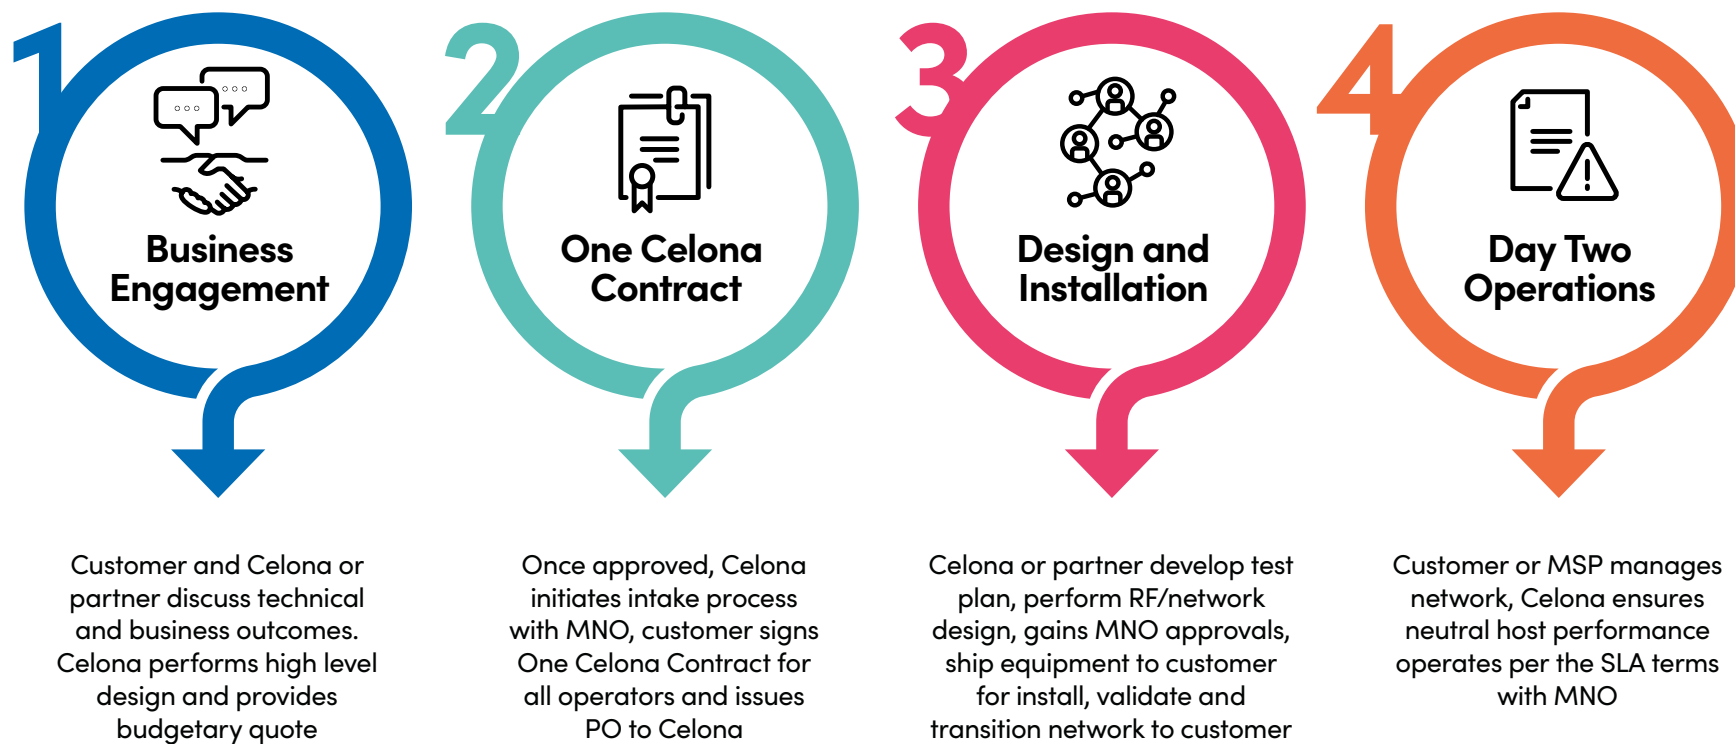 1
Business
Engagement
Customer and Celona or
partner discuss technical
and business outcomes.
Celona performs high level
design and provides
budgetary quote
2
One Celona
Contract
Once approved, Celona
initiates intake process
with MNO, customer signs
One Celona Contract for
all operators and issues
PO to Celona
3
Design and
Installation
Celona or partner develop test
plan, perform RF/network
design, gains MNO approvals,
ship equipment to customer
for install, validate and
transition network to customer
4
Day Two
Operations
Customer or MSP manages
network, Celona ensures
neutral host performance
operates per the SLA terms
with MNO